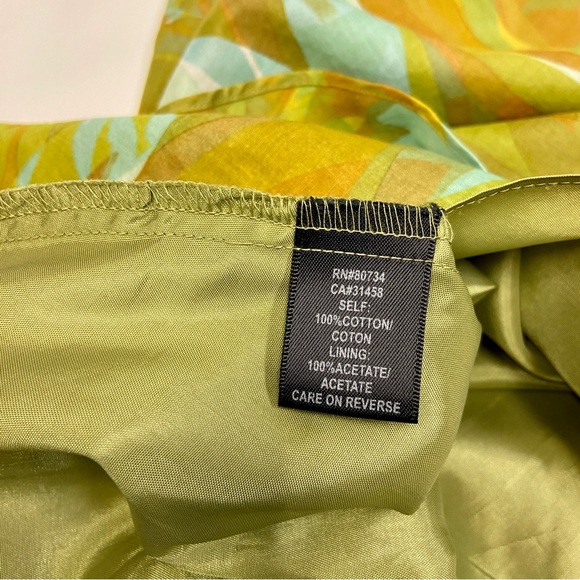 RN#80734
CA#31458
SELF:
100%COTTON/
COTON
LINING:
100%ACETATE/
ACETATE
CARE ON REVERSE